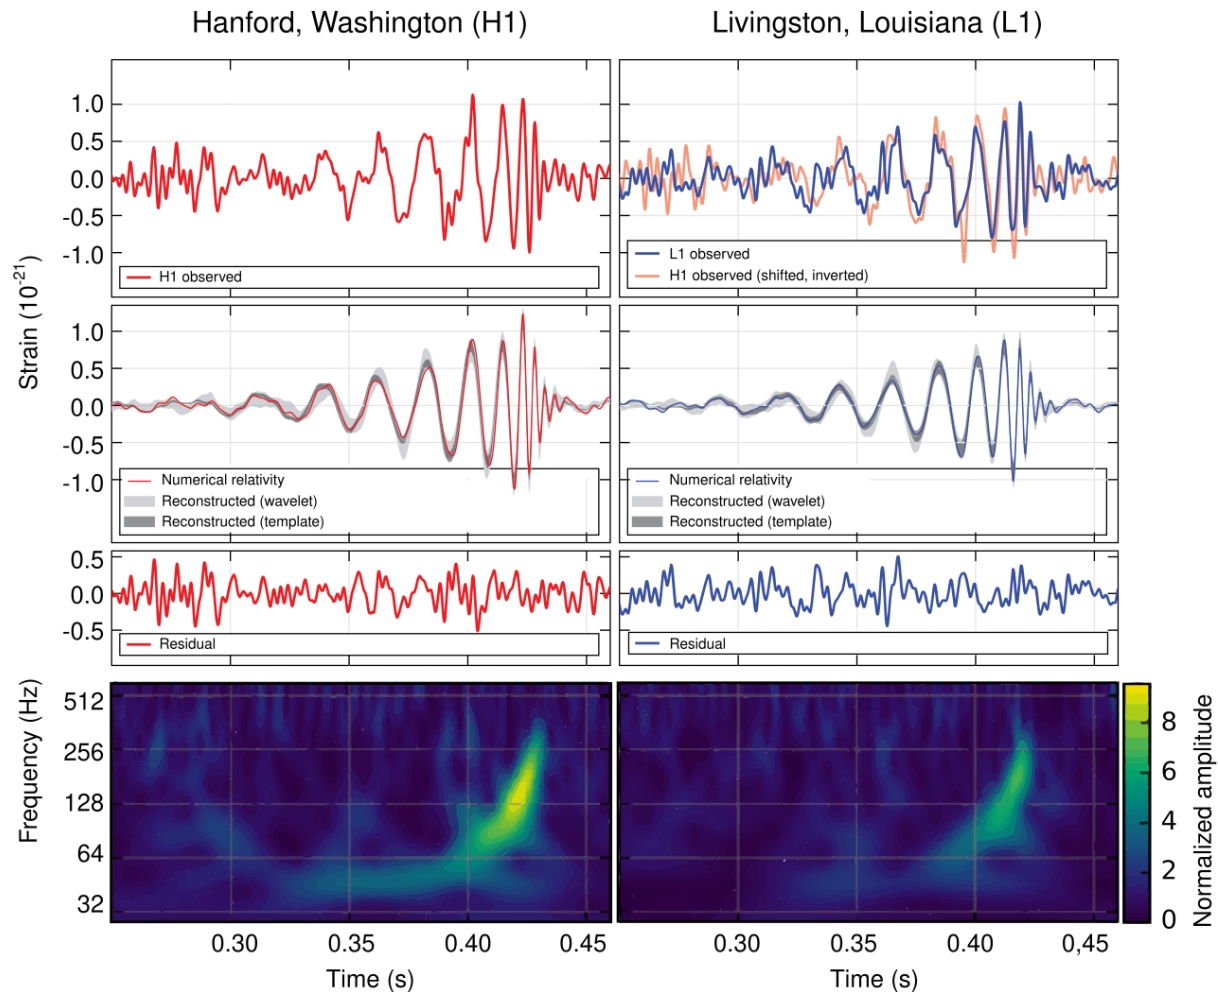 Hanford, Washington (H1)
Livingston, Louisiana (L1)
Strain (10⁻²¹)
1.0
0.5
0.0
-0.5
-1.0
H1 observed
L1 observed
H1 observed (shifted, inverted)
1.0
0.5
0.0
-0.5
-1.0
Numerical relativity
Reconstructed (wavelet)
Reconstructed (template)
Numerical relativity
Reconstructed (wavelet)
Reconstructed (template)
0.5
0.0
-0.5
Residual
Residual
Frequency (Hz)
512
256
128
64
32
8
6
4
2
0
Normalized amplitude
0.30 0.35 0.40 0.45
0.30 0.35 0.40 0,45
Time (s)
Time (s)